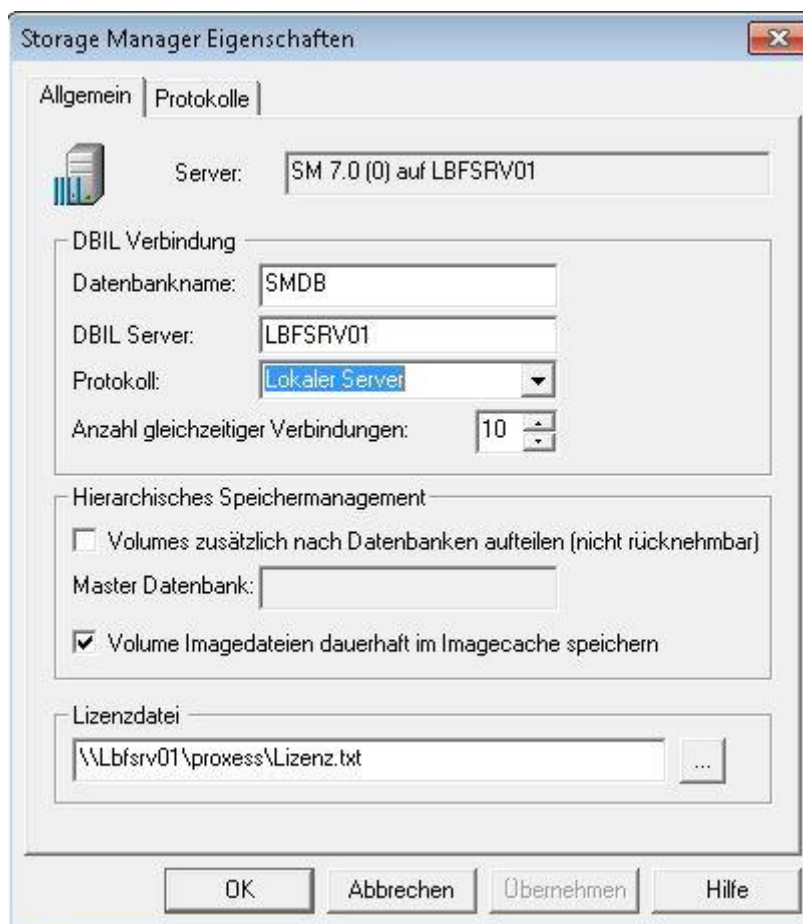 Storage Manager Eigenschaften
Allgemein Protokolle
Server: SM 7.0 (0) auf LBFSRV01
DBIL Verbindung
Datenbankname: SMDB
DBIL Server: LBFSRV01
Protokoll: Lokaler Server
Anzahl gleichzeitiger Verbindungen: 10
Hierarchisches Speichermanagement
Volumes zusätzlich nach Datenbanken aufteilen (nicht rücknehmbar)
Master Datenbank:
Volume Imagedateien dauerhaft im Imagecache speichern
Lizenzdatei
\\Lbfsrv01\proxess\Lizenz.txt ...
OK Abbrechen Übernehmen Hilfe